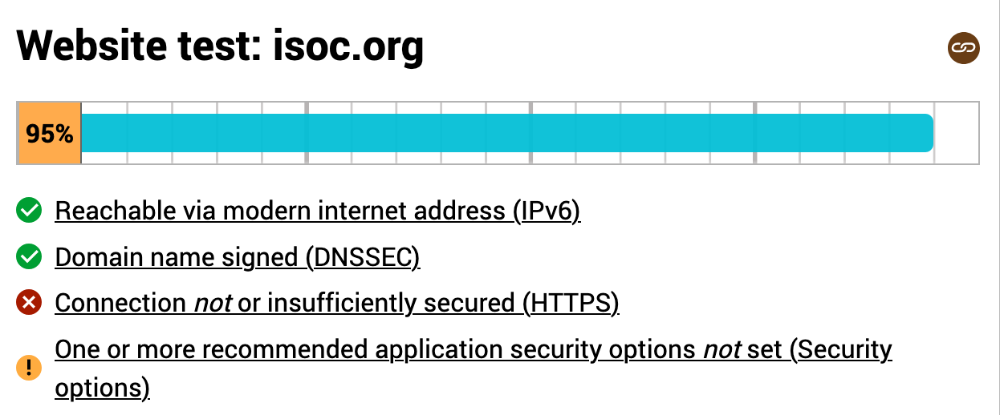 Website test: isoc.org
95%
Reachable via modern internet address (IPv6)
Domain name signed (DNSSEC)
Connection not or insufficiently secured (HTTPS)
One or more recommended application security options not set (Security
options)